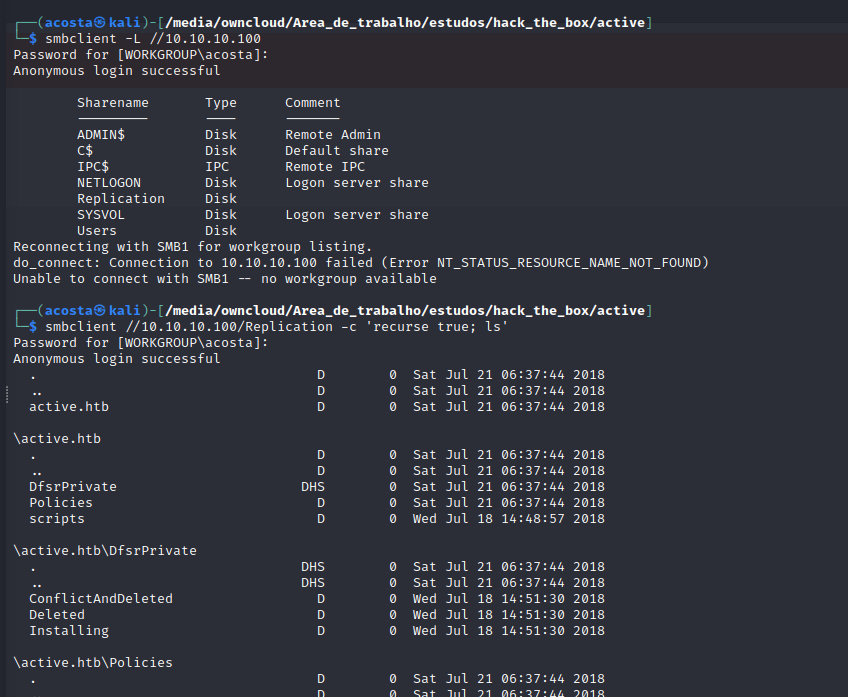 ┌──(acosta㉿kali)-[/media/owncloud/Area_de_trabalho/estudos/hack_the_box/active]
└─$ smbclient -L //10.10.10.100
Password for [WORKGROUP\acosta]:
Anonymous login successful
Sharename Type Comment
--------- ---- -------
ADMIN$ Disk Remote Admin
C$ Disk Default share
IPC$ IPC Remote IPC
NETLOGON Disk Logon server share
Replication Disk
SYSVOL Disk Logon server share
Users Disk
Reconnecting with SMB1 for workgroup listing.
do_connect: Connection to 10.10.10.100 failed (Error NT_STATUS_RESOURCE_NAME_NOT_FOUND)
Unable to connect with SMB1 -- no workgroup available
┌──(acosta㉿kali)-[/media/owncloud/Area_de_trabalho/estudos/hack_the_box/active]
└─$ smbclient //10.10.10.100/Replication -c 'recurse true; ls'
Password for [WORKGROUP\acosta]:
Anonymous login successful
. D 0 Sat Jul 21 06:37:44 2018
.. D 0 Sat Jul 21 06:37:44 2018
active.htb D 0 Sat Jul 21 06:37:44 2018
\active.htb
. D 0 Sat Jul 21 06:37:44 2018
.. D 0 Sat Jul 21 06:37:44 2018
DfsrPrivate DHS 0 Sat Jul 21 06:37:44 2018
Policies D 0 Sat Jul 21 06:37:44 2018
scripts D 0 Wed Jul 18 14:48:57 2018
\active.htb\DfsrPrivate
. DHS 0 Sat Jul 21 06:37:44 2018
.. DHS 0 Sat Jul 21 06:37:44 2018
ConflictAndDeleted D 0 Wed Jul 18 14:51:30 2018
Deleted D 0 Wed Jul 18 14:51:30 2018
Installing D 0 Wed Jul 18 14:51:30 2018
\active.htb\Policies
. D 0 Sat Jul 21 06:37:44 2018
.. D 0 Sat Jul 21 06:37:44 2018